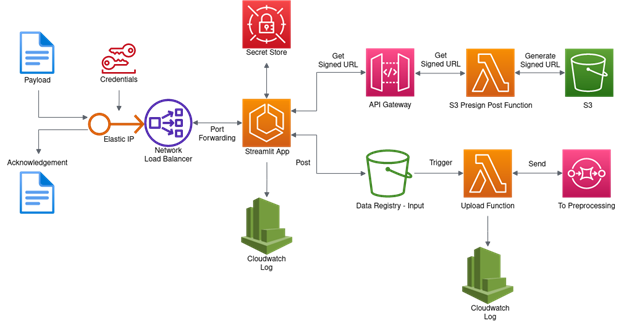 Payload
Credentials
Secret Store
Get
Signed URL
Get
Signed URL
Generate
Signed URL
API Gateway
S3 Presign Post Function
S3
Elastic IP
Network
Load Balancer
Port
Forwarding
Streamlit App
Acknowledgement
Post
Trigger
Send
Data Registry - Input
Upload Function
To Preprocessing
Cloudwatch
Log
Cloudwatch
Log